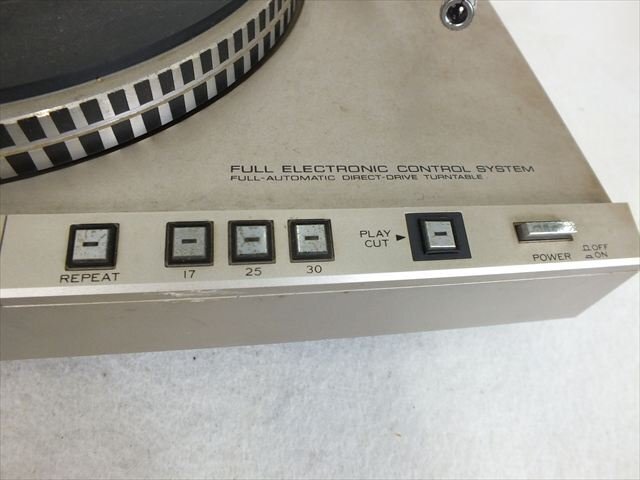 FULL ELECTRONIC CONTROL SYSTEM
FULL-AUTOMATIC DIRECT-DRIVE TURNTABLE
REPEAT
17
25
30
PLAY
CUT
POWER
OFF
ON